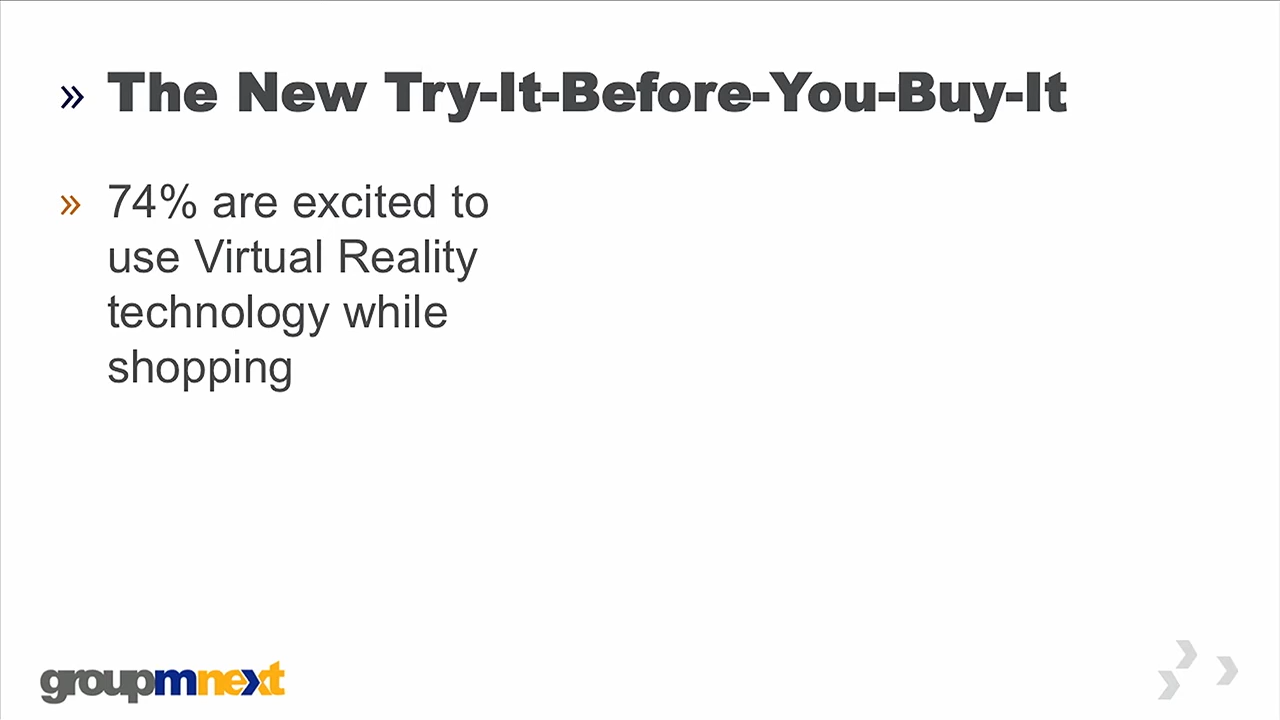 » The New Try-It-Before-You-Buy-It
» 74% are excited to
use Virtual Reality
technology while
shopping
groupmnext